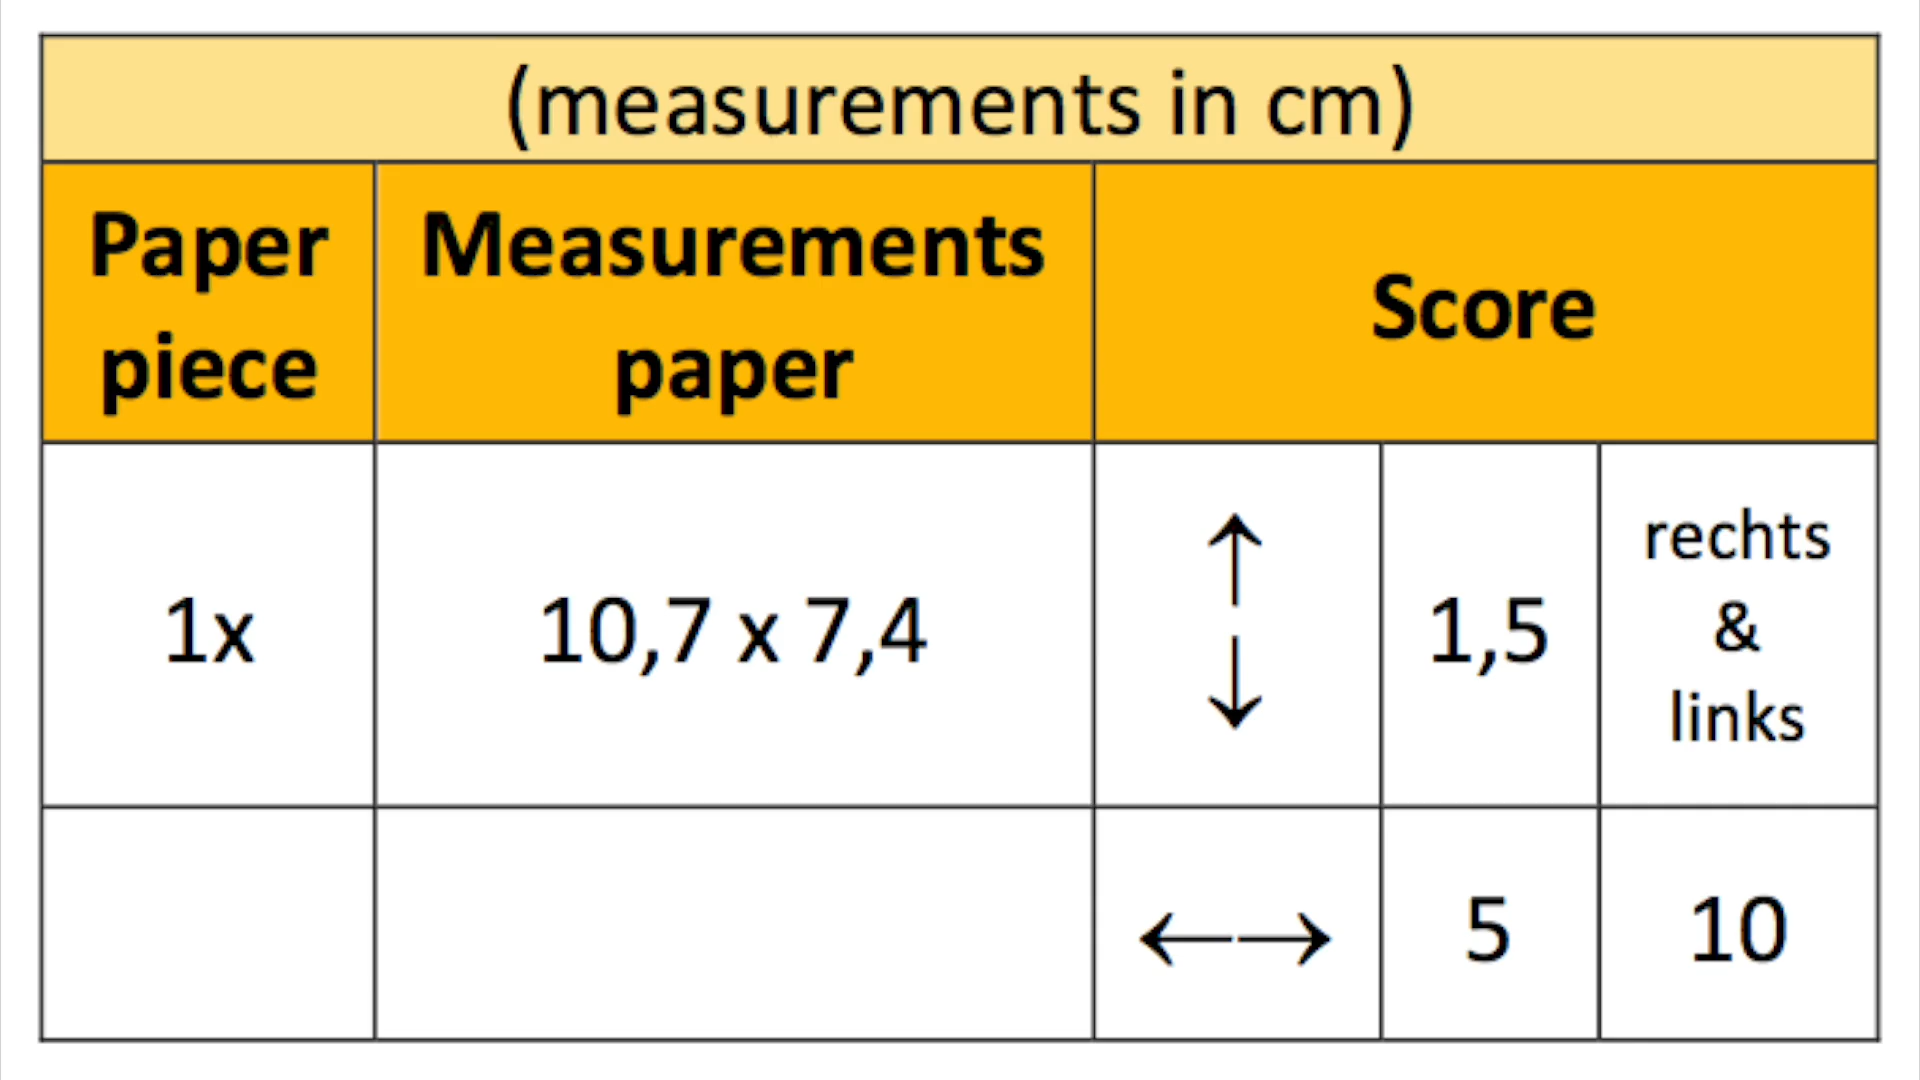 (measurements in cm)
Paper
piece
Measurements
paper
Score
1x
10,7 x 7,4
↑
↓
1,5
rechts
&
links
←→
5
10